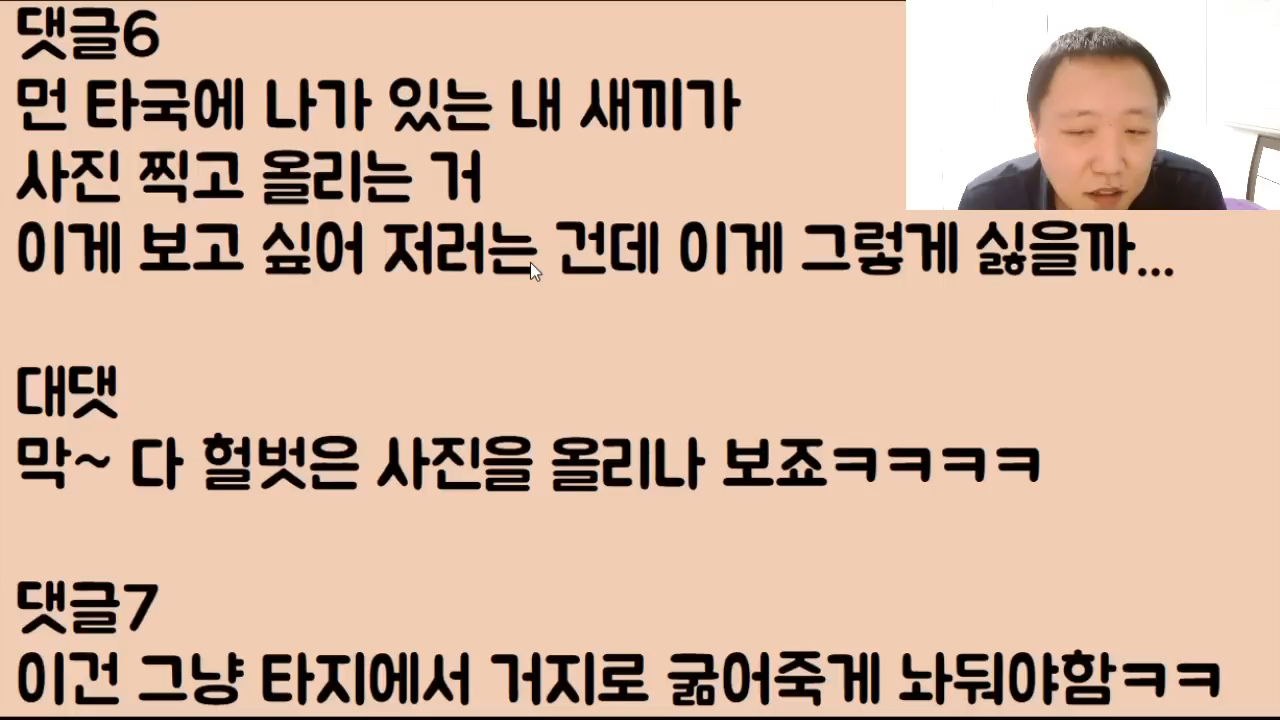 댓글6
먼 타국에 나가 있는 내 새끼가
사진 찍고 올리는 거
이게 보고 싶어 저러는 건데 이게 그렇게 싫을까...
대댓
막~ 다 헐벗은 사진을 올리나 보죠ㅋㅋㅋㅋ
댓글7
이건 그냥 타지에서 거지로 굶어죽게 놔둬야함ㅋㅋ